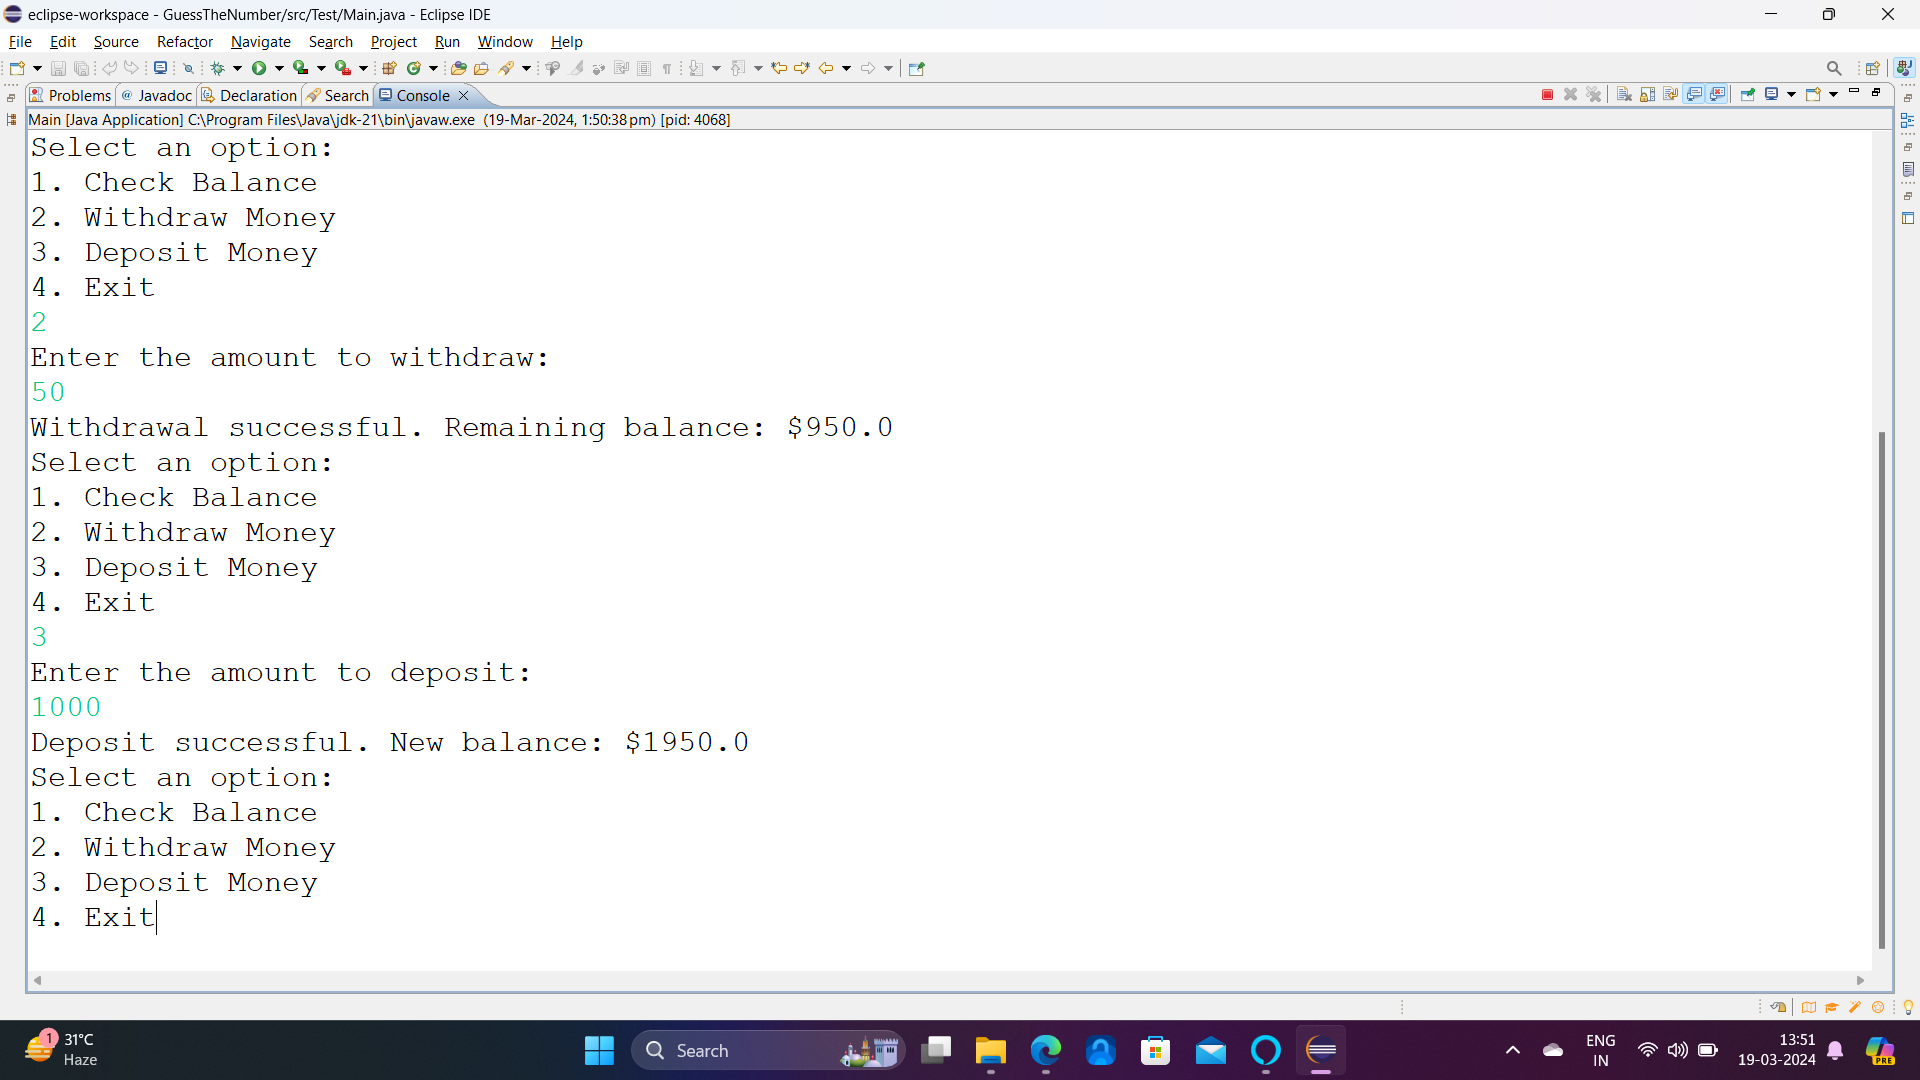 eclipse-workspace - GuessTheNumber/src/Test/Main.java - Eclipse IDE
File Edit Source Refactor Navigate Search Project Run Window Help
Problems Javadoc Declaration Search Console
Main [Java Application] C:\Program Files\Java\jdk-21\bin\javaw.exe (19-Mar-2024, 1:50:38 pm) [pid: 4068]
Select an option:
1. Check Balance
2. Withdraw Money
3. Deposit Money
4. Exit
2
Enter the amount to withdraw:
50
Withdrawal successful. Remaining balance: $950.0
Select an option:
1. Check Balance
2. Withdraw Money
3. Deposit Money
4. Exit
3
Enter the amount to deposit:
1000
Deposit successful. New balance: $1950.0
Select an option:
1. Check Balance
2. Withdraw Money
3. Deposit Money
4. Exit
1
31°C
Haze
Search
ENG
IN
13:51
19-03-2024
PRE